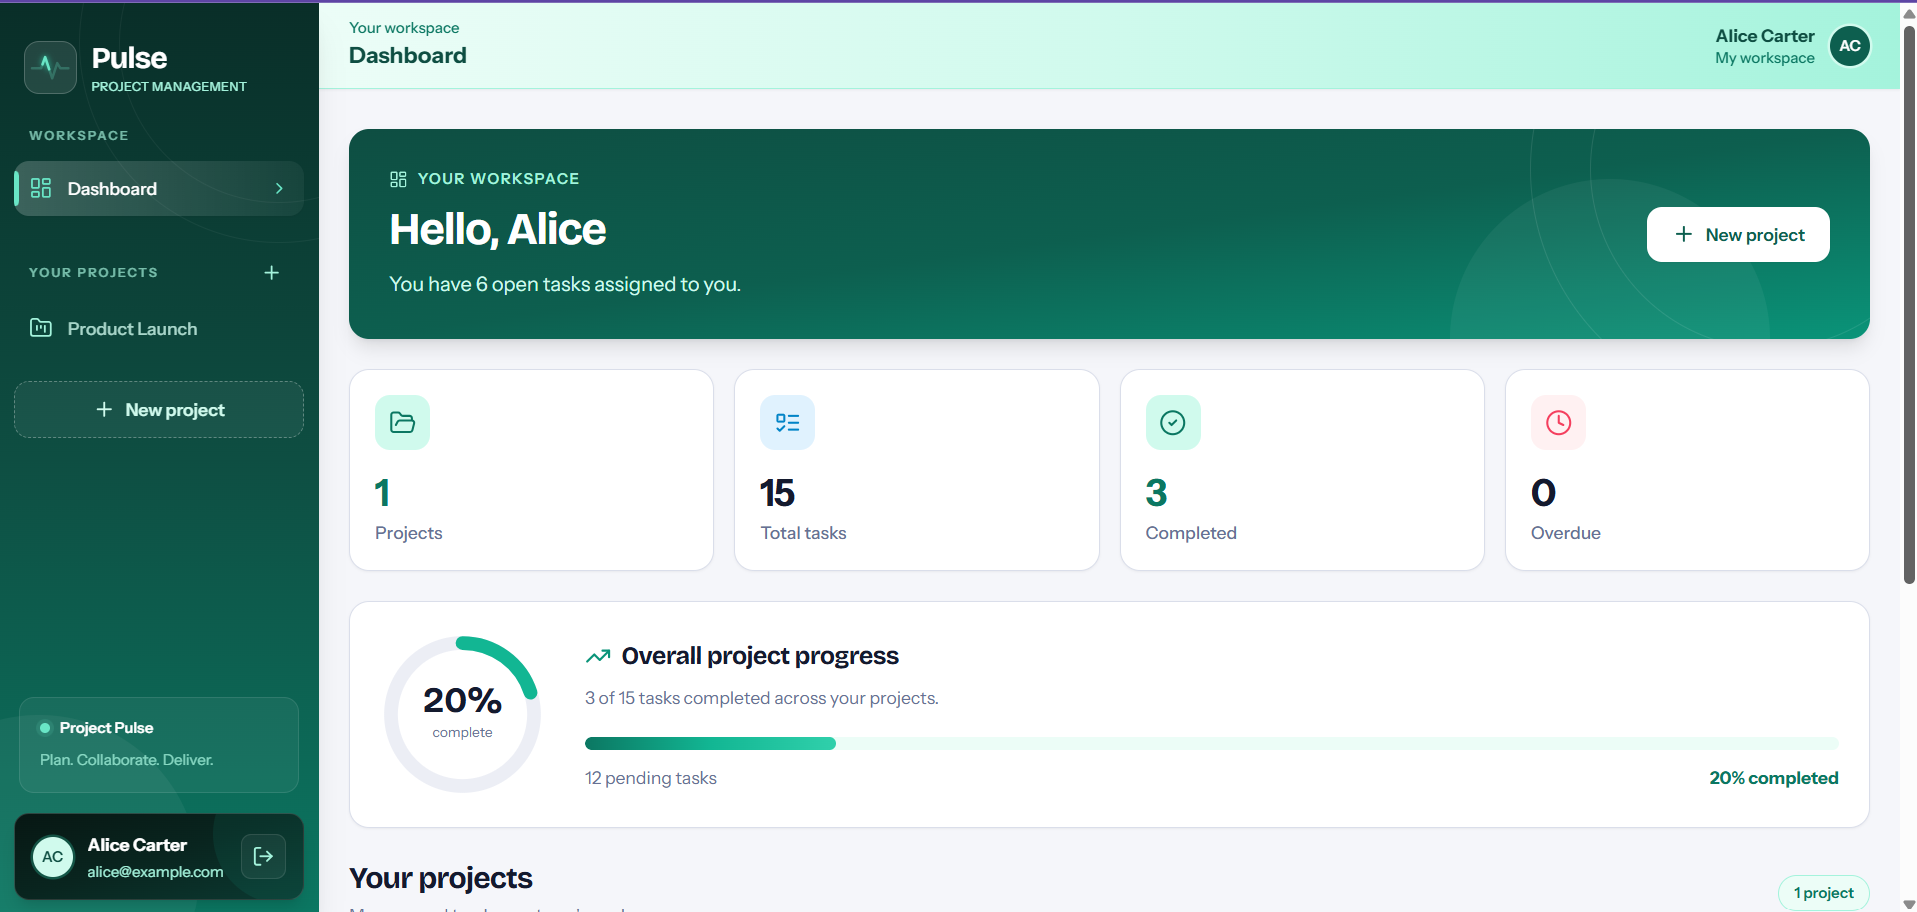 Pulse
PROJECT MANAGEMENT
WORKSPACE
Dashboard
YOUR PROJECTS
Product Launch
New project
Project Pulse
Plan. Collaborate. Deliver.
AC
Alice Carter
alice@example.com
Your workspace
Dashboard
Alice Carter
My workspace
AC
YOUR WORKSPACE
Hello, Alice
You have 6 open tasks assigned to you.
New project
1
Projects
15
Total tasks
3
Completed
0
Overdue
20%
complete
Overall project progress
3 of 15 tasks completed across your projects.
12 pending tasks
20% completed
Your projects
1 project